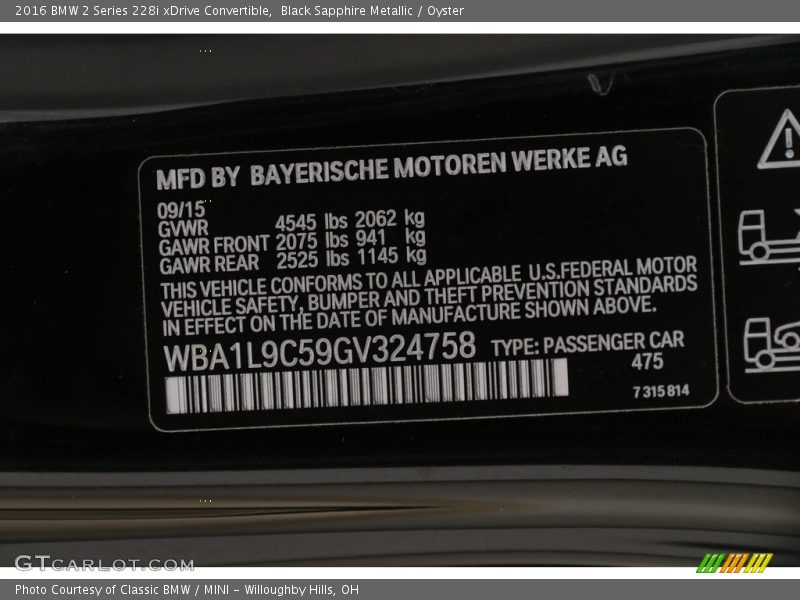 2016 BMW 2 Series 228i xDrive Convertible,  Black Sapphire Metallic / Oyster
MFD BY BAYERISCHE MOTOREN WERKE AG
09/15
GVWR 4545 lbs 2062 kg
GAWR FRONT 2075 lbs 941 kg
GAWR REAR 2525 lbs 1145 kg
THIS VEHICLE CONFORMS TO ALL APPLICABLE U.S.FEDERAL MOTOR
VEHICLE SAFETY, BUMPER AND THEFT PREVENTION STANDARDS
IN EFFECT ON THE DATE OF MANUFACTURE SHOWN ABOVE.
WBA1L9C59GV324758 TYPE: PASSENGER CAR
475
7 315 814
GTCARLOT.COM
Photo Courtesy of Classic BMW / MINI - Willoughby Hills, OH